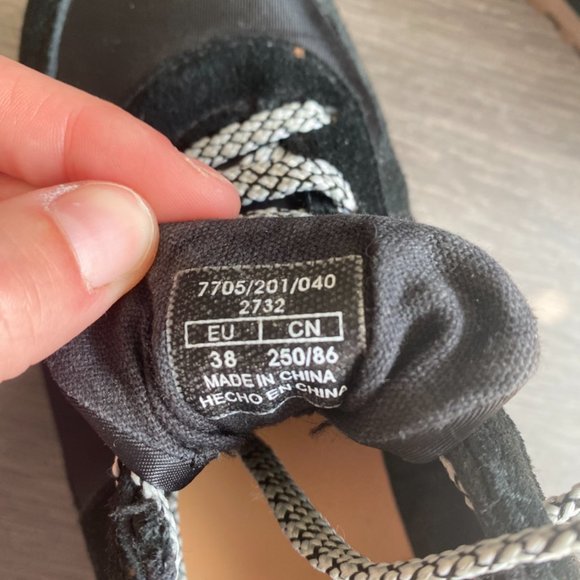 7705/201/040
2732
EU CN
38 250/86
MADE IN CHINA
HECHO EN CHINA